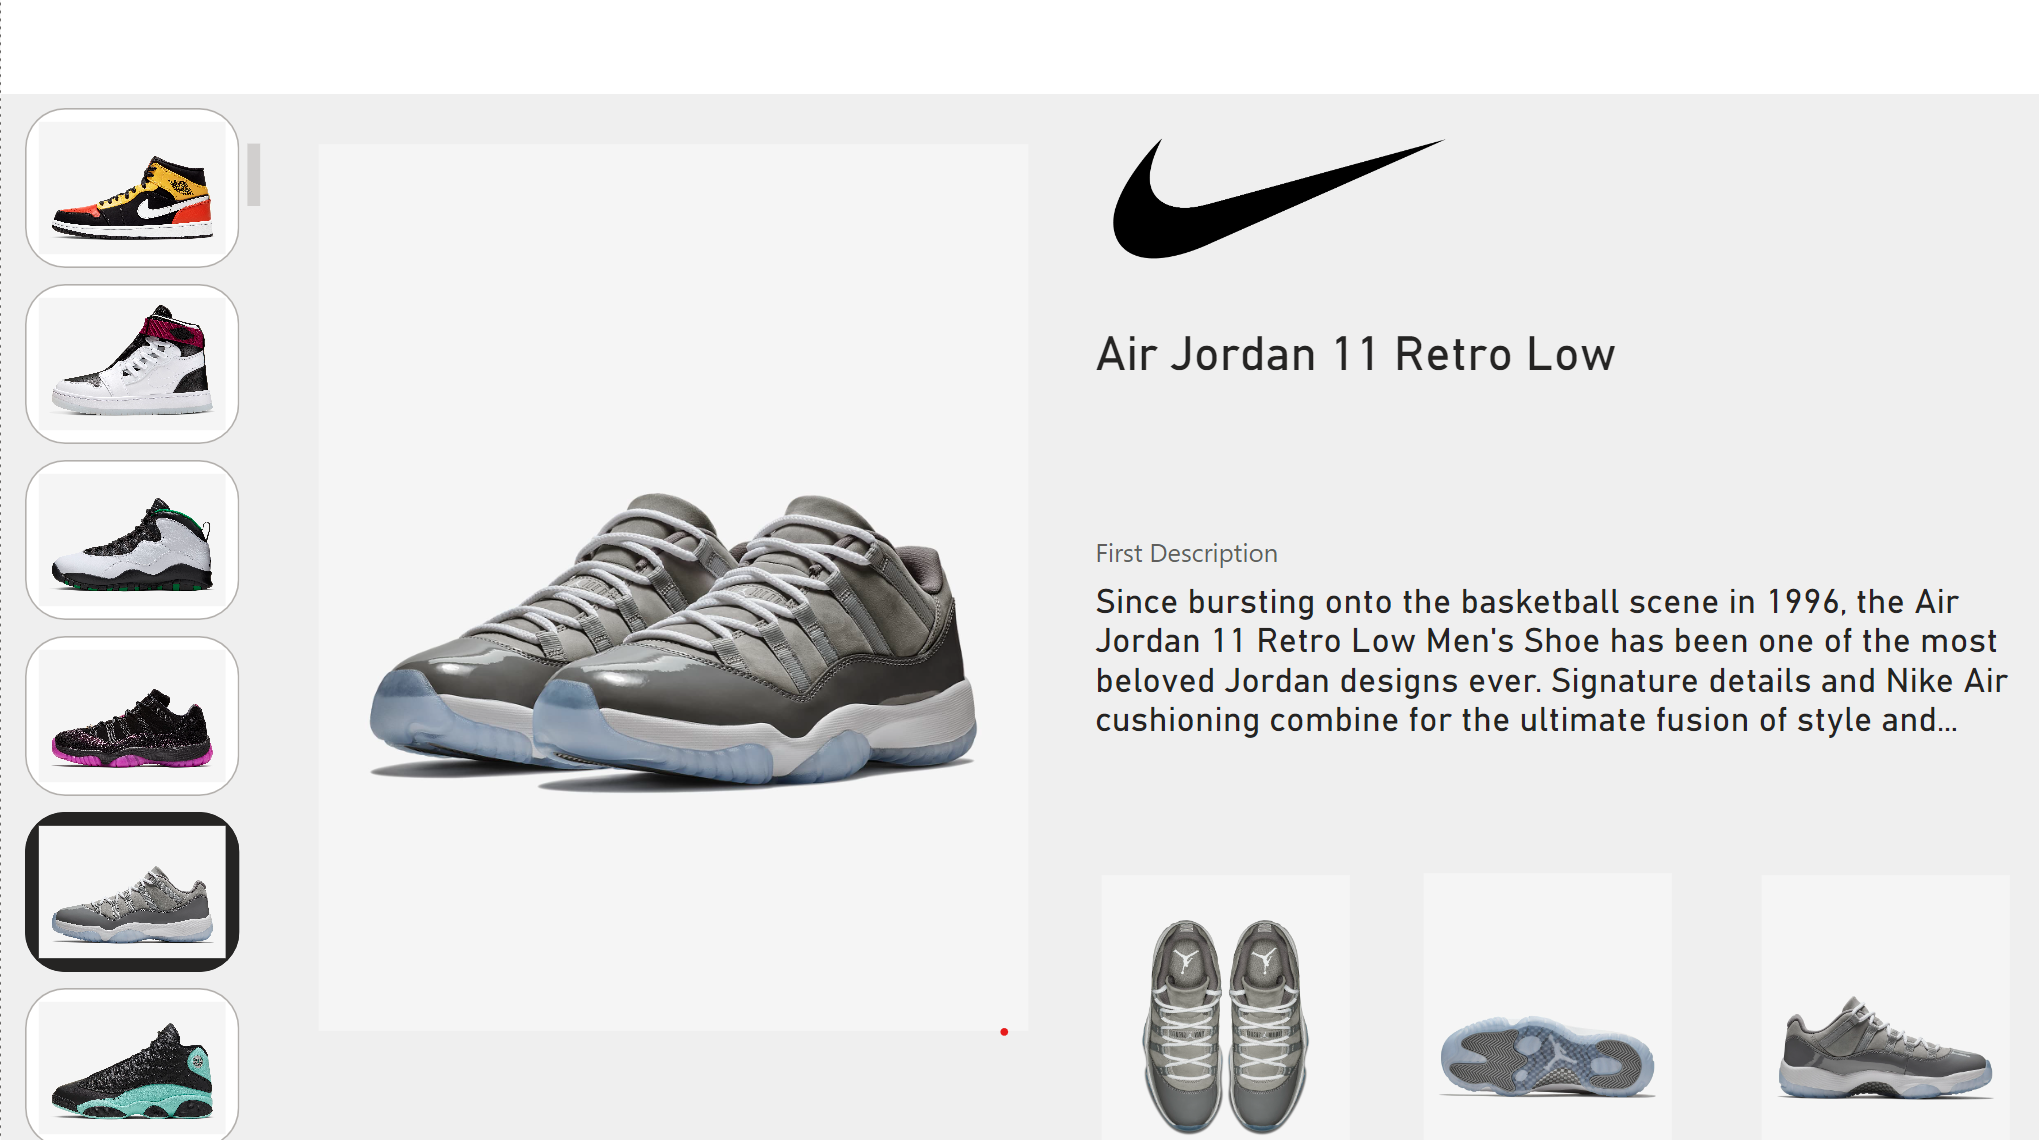 Air Jordan 11 Retro Low
First Description
Since bursting onto the basketball scene in 1996, the Air
Jordan 11 Retro Low Men's Shoe has been one of the most
beloved Jordan designs ever. Signature details and Nike Air
cushioning combine for the ultimate fusion of style and...